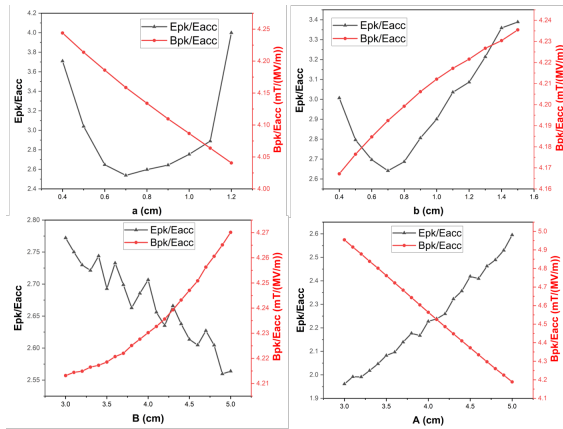 Epk/Eacc
Bpk/Eacc
Epk/Eacc
4.2
4.0
3.8
3.6
3.4
3.2
3.0
2.8
2.6
2.4
Bpk/Eacc (mT/(MV/m))
4.25
4.20
4.15
4.10
4.05
4.00
0.4 0.6 0.8 1.0 1.2
a (cm)
Epk/Eacc
Bpk/Eacc
Epk/Eacc
3.4
3.3
3.2
3.1
3.0
2.9
2.8
2.7
2.6
Bpk/Eacc (mT/(MV/m))
4.24
4.23
4.22
4.21
4.20
4.19
4.18
4.17
4.16
0.4 0.6 0.8 1.0 1.2 1.4 1.6
b (cm)
Epk/Eacc
Bpk/Eacc
Epk/Eacc
2.80
2.75
2.70
2.65
2.60
2.55
Bpk/Eacc (mT/(MV/m))
4.27
4.26
4.25
4.24
4.23
4.22
4.21
3.0 3.5 4.0 4.5 5.0
B (cm)
Epk/Eacc
Bpk/Eacc
Epk/Eacc
2.6
2.5
2.4
2.3
2.2
2.1
2.0
1.9
Bpk/Eacc (mT/(MV/m))
5.0
4.9
4.8
4.7
4.6
4.5
4.4
4.3
4.2
4.1
3.0 3.5 4.0 4.5 5.0
A (cm)